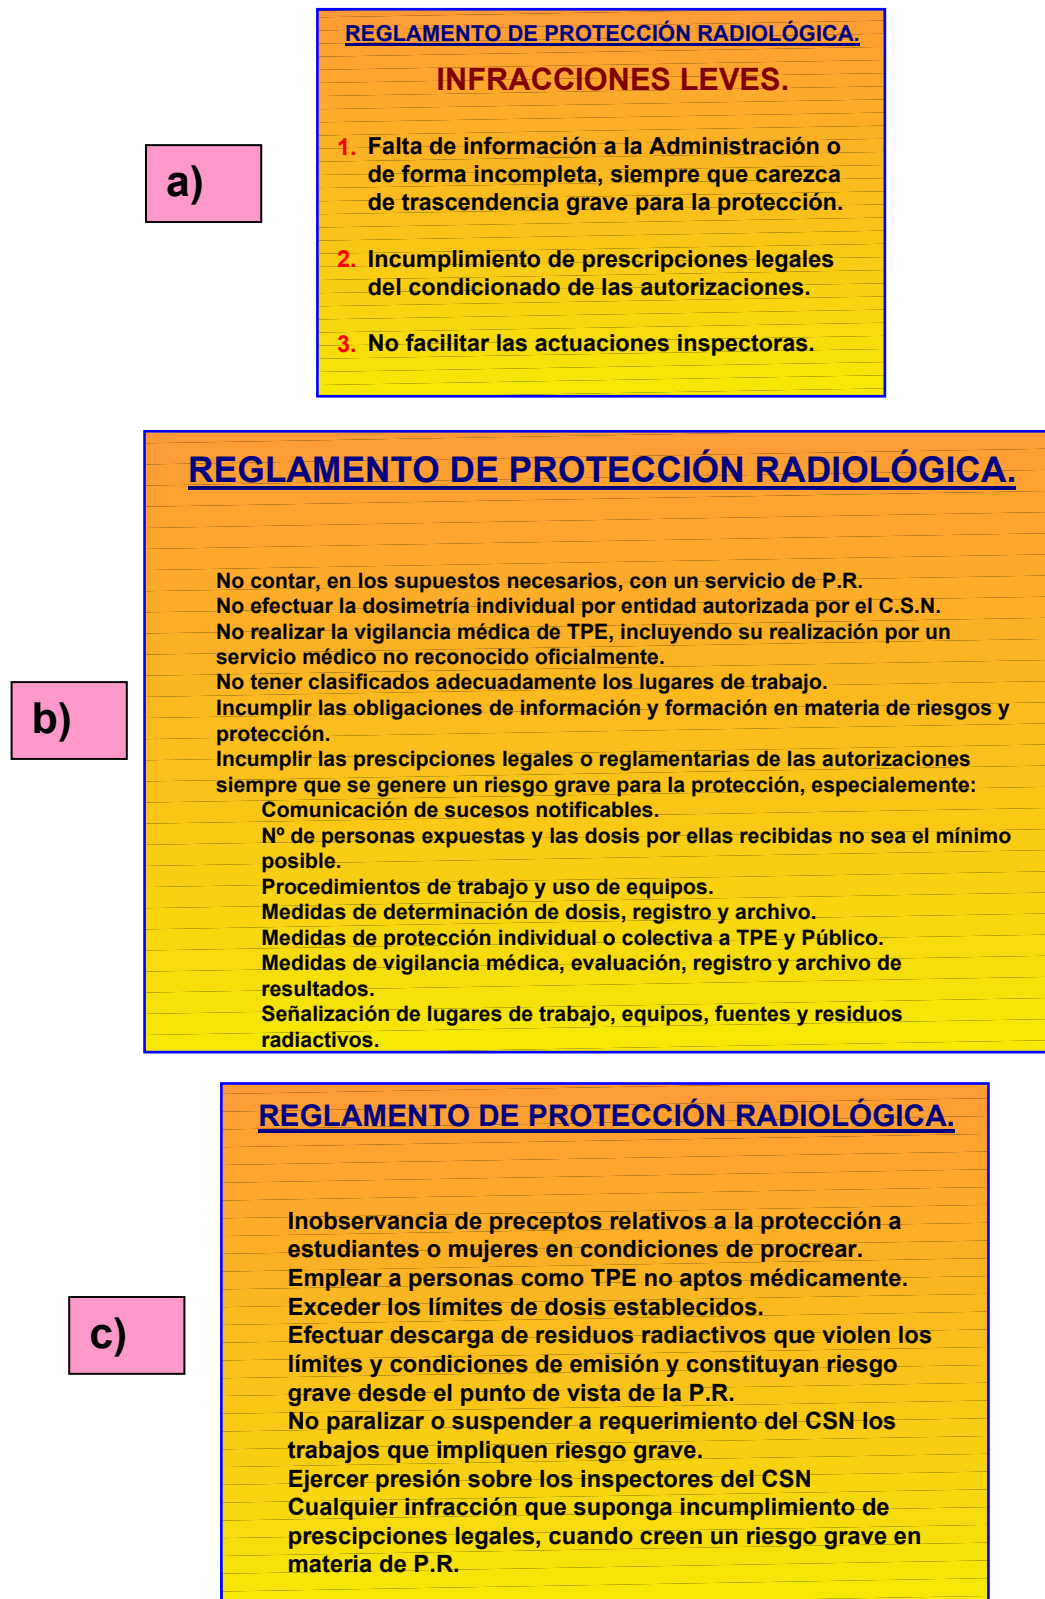 REGLAMENTO DE PROTECCIÓN RADIOLÓGICA.
INFRACCIONES LEVES.
a)
1. Falta de información a la Administración o
de forma incompleta, siempre que carezca
de trascendencia grave para la protección.
2. Incumplimiento de prescripciones legales
del condicionado de las autorizaciones.
3. No facilitar las actuaciones inspectoras.
REGLAMENTO DE PROTECCIÓN RADIOLÓGICA.
b)
No contar, en los supuestos necesarios, con un servicio de P.R.
No efectuar la dosimetría individual por entidad autorizada por el C.S.N.
No realizar la vigilancia médica de TPE, incluyendo su realización por un
servicio médico no reconocido oficialmente.
No tener clasificados adecuadamente los lugares de trabajo.
Incumplir las obligaciones de información y formación en materia de riesgos y
protección.
Incumplir las prescipciones legales o reglamentarias de las autorizaciones
siempre que se genere un riesgo grave para la protección, especialemente:
Comunicación de sucesos notificables.
Nº de personas expuestas y las dosis por ellas recibidas no sea el mínimo
posible.
Procedimientos de trabajo y uso de equipos.
Medidas de determinación de dosis, registro y archivo.
Medidas de protección individual o colectiva a TPE y Público.
Medidas de vigilancia médica, evaluación, registro y archivo de
resultados.
Señalización de lugares de trabajo, equipos, fuentes y residuos
radiactivos.
REGLAMENTO DE PROTECCIÓN RADIOLÓGICA.
c)
Inobservancia de preceptos relativos a la protección a
estudiantes o mujeres en condiciones de procrear.
Emplear a personas como TPE no aptos médicamente.
Exceder los límites de dosis establecidos.
Efectuar descarga de residuos radiactivos que violen los
límites y condiciones de emisión y constituyan riesgo
grave desde el punto de vista de la P.R.
No paralizar o suspender a requerimiento del CSN los
trabajos que impliquen riesgo grave.
Ejercer presión sobre los inspectores del CSN
Cualquier infracción que suponga incumplimiento de
prescipciones legales, cuando creen un riesgo grave en
materia de P.R.